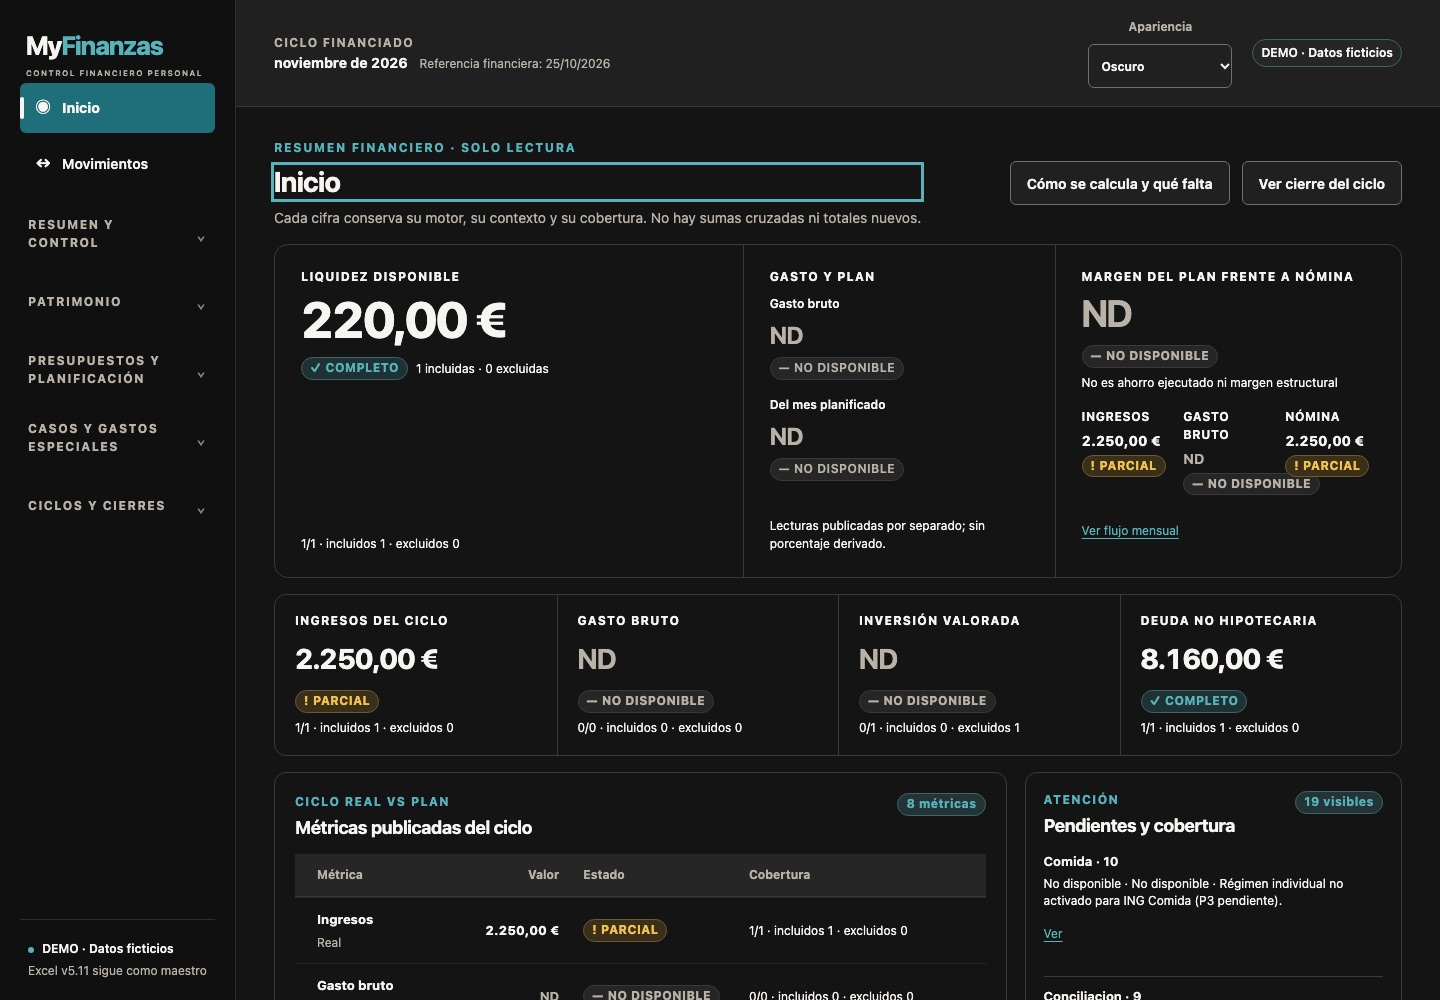 MyFinanzas
CONTROL FINANCIERO PERSONAL
Inicio
Movimientos
RESUMEN Y
CONTROL
PATRIMONIO
PRESUPUESTOS Y
PLANIFICACIÓN
CASOS Y GASTOS
ESPECIALES
CICLOS Y CIERRES
DEMO · Datos ficticios
Excel v5.11 sigue como maestro
CICLO FINANCIADO
noviembre de 2026 Referencia financiera: 25/10/2026
Apariencia
Oscuro
DEMO · Datos ficticios
RESUMEN FINANCIERO · SOLO LECTURA
Inicio
Cada cifra conserva su motor, su contexto y su cobertura. No hay sumas cruzadas ni totales nuevos.
Cómo se calcula y qué falta
Ver cierre del ciclo
LIQUIDEZ DISPONIBLE
220,00 €
✓ COMPLETO 1 incluidas · 0 excluidas
1/1 · incluidos 1 · excluidos 0
GASTO Y PLAN
Gasto bruto
ND
— NO DISPONIBLE
Del mes planificado
ND
— NO DISPONIBLE
Lecturas publicadas por separado; sin
porcentaje derivado.
MARGEN DEL PLAN FRENTE A NÓMINA
ND
— NO DISPONIBLE
No es ahorro ejecutado ni margen estructural
INGRESOS
2.250,00 €
! PARCIAL
GASTO
BRUTO
ND
— NO DISPONIBLE
NÓMINA
2.250,00 €
! PARCIAL
Ver flujo mensual
INGRESOS DEL CICLO
2.250,00 €
! PARCIAL
1/1 · incluidos 1 · excluidos 0
GASTO BRUTO
ND
— NO DISPONIBLE
0/0 · incluidos 0 · excluidos 0
INVERSIÓN VALORADA
ND
— NO DISPONIBLE
0/1 · incluidos 0 · excluidos 1
DEUDA NO HIPOTECARIA
8.160,00 €
✓ COMPLETO
1/1 · incluidos 1 · excluidos 0
CICLO REAL VS PLAN
Métricas publicadas del ciclo
8 métricas
Métrica Valor Estado Cobertura
Ingresos
Real
2.250,00 € ! PARCIAL 1/1 · incluidos 1 · excluidos 0
Gasto bruto
ND — NO DISPONIBLE 0/0 · incluidos 0 · excluidos 0
ATENCIÓN
Pendientes y cobertura
19 visibles
Comida · 10
No disponible · No disponible · Régimen individual no
activado para ING Comida (P3 pendiente).
Ver
Conciliacion · 9